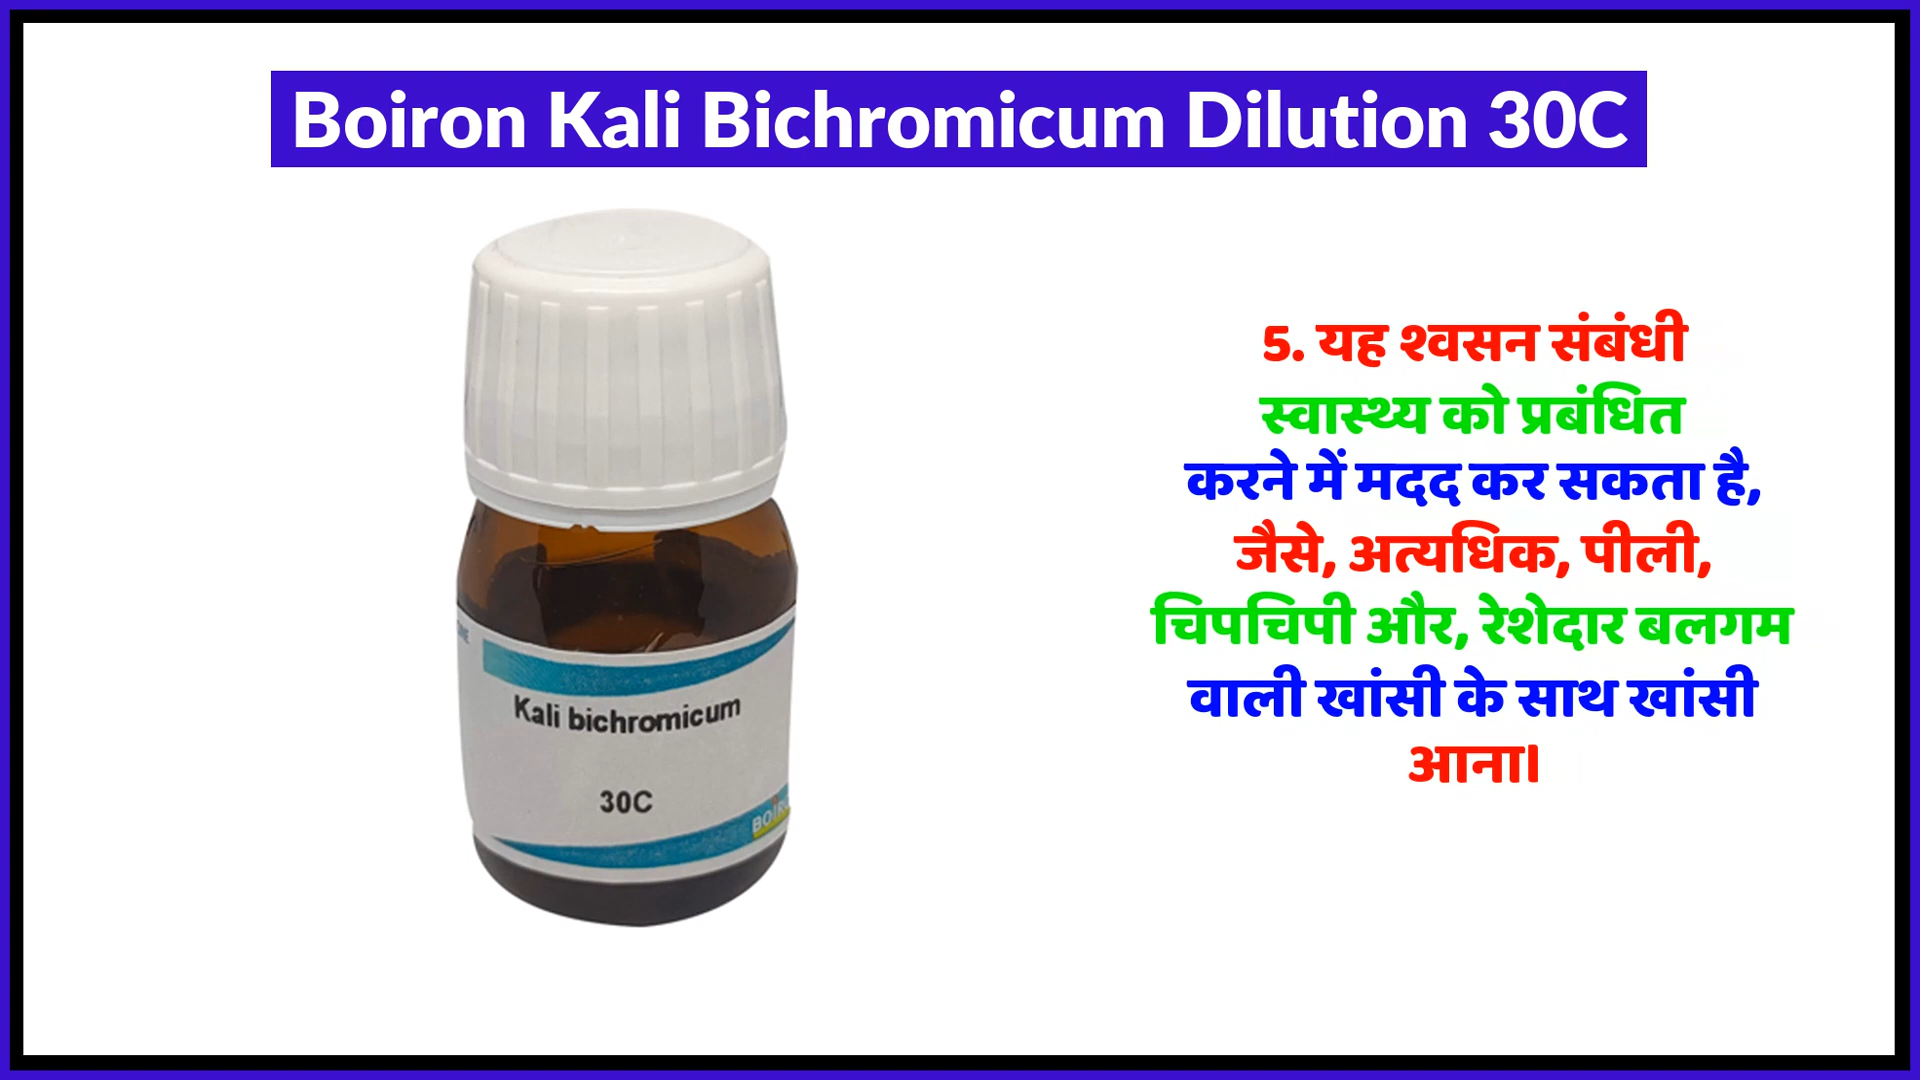 Boiron Kali Bichromicum Dilution 30C
5. यह श्वसन संबंधी
स्वास्थ्य को प्रबंधित
करने में मदद कर सकता है,
जैसे, अत्यधिक, पीली,
चिपचिपी और, रेशेदार बलगम
वाली खांसी के साथ खांसी
आना।
Kali bichromicum
30C